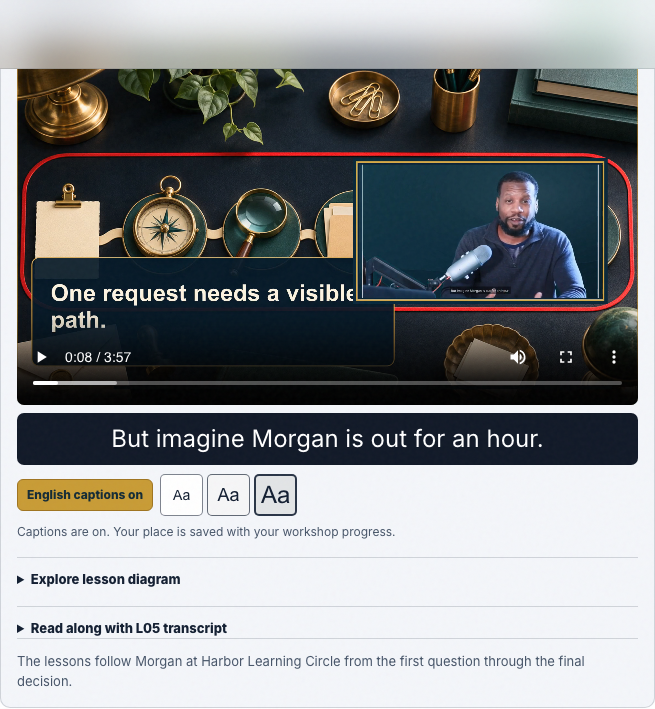 One request needs a visible
path.
0:08 / 3:57
But imagine Morgan is out for an hour.
English captions on
Aa
Aa
Aa
Captions are on. Your place is saved with your workshop progress.
Explore lesson diagram
Read along with L05 transcript
The lessons follow Morgan at Harbor Learning Circle from the first question through the final
decision.